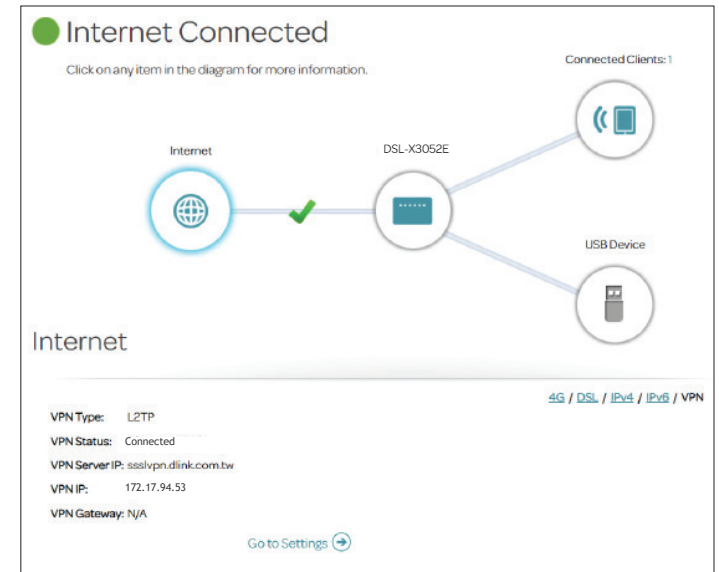 Internet Connected
Click on any item in the diagram for more information.
Connected Clients: 1
Internet
DSL-X3052E
USB Device
Internet
4G / DSL / IPv4 / IPv6 / VPN
VPN Type: L2TP
VPN Status: Connected
VPN Server IP: ssslvpn.dlink.com.tw
VPN IP: 172.17.94.53
VPN Gateway: N/A
Go to Settings